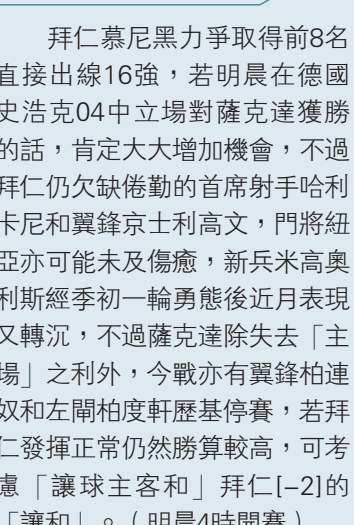 拜仁慕尼黑力爭取得前8名
直接出線16強，若明晨在德國
史浩克04中立場對薩克達獲勝
的話，肯定大大增加機會，不過
拜仁仍欠缺倦勤的首席射手哈利
卡尼和翼鋒京士利高文，門將紐
亞亦可能未及傷癒，新兵米高奧
利斯經季初一輪勇態後近月表現
又轉沉，不過薩克達除失去「主
場」之利外，今戰亦有翼鋒柏連
奴和左閘柏度軒歷基停賽，若拜
仁發揮正常仍然勝算較高，可考
慮「讓球主客和」拜仁[-2]的
「讓和」。（明晨4時開賽）